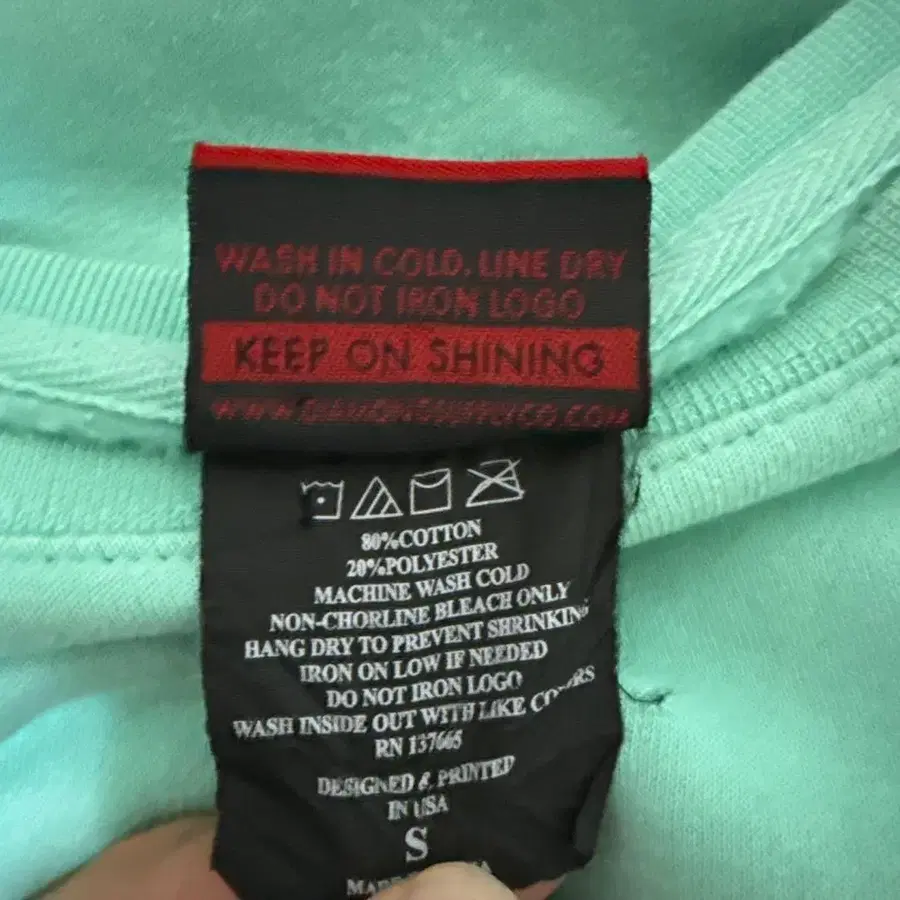 WASH IN COLD. LINE DRY
DO NOT IRON LOGO
KEEP ON SHINING
80%COTTON
20%POLYESTER
MACHINE WASH COLD
NON-CHORLINE BLEACH ONLY
HANG DRY TO PREVENT SHRINKING
IRON ON LOW IF NEEDED
DO NOT IRON LOGO
WASH INSIDE OUT WITH LIKE
RN 137665
DESIGNED & PRINTED
IN USA
S